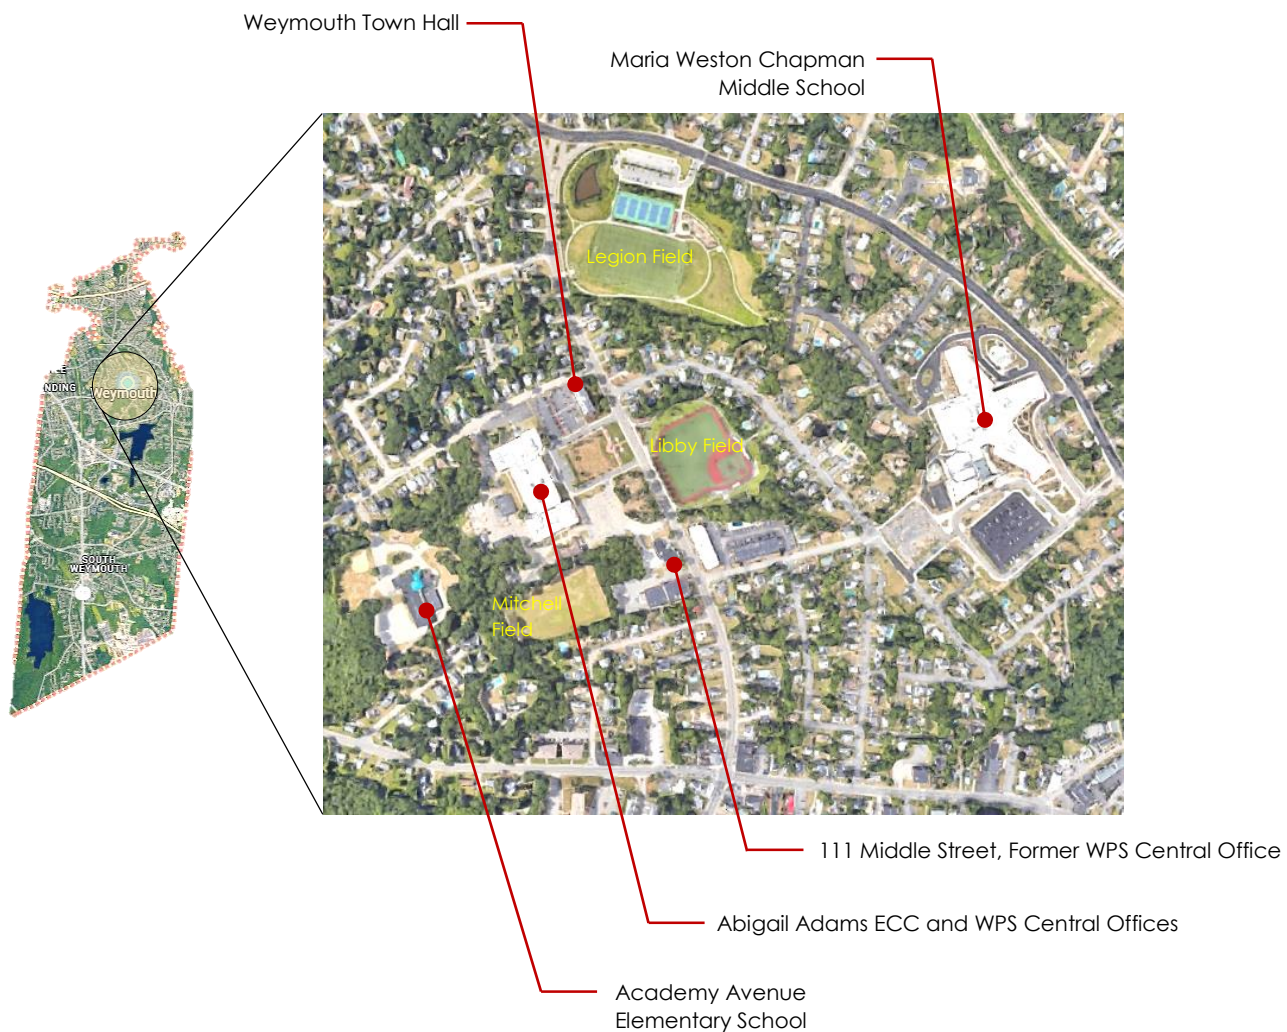 Weymouth Town Hall
Maria Weston Chapman
Middle School
Legion Field
NDING
Weymouth
Libby Field
SOUTH
WEYMOUTH
Mitchell
Field
111 Middle Street, Former WPS Central Office
Abigail Adams ECC and WPS Central Offices
Academy Avenue
Elementary School